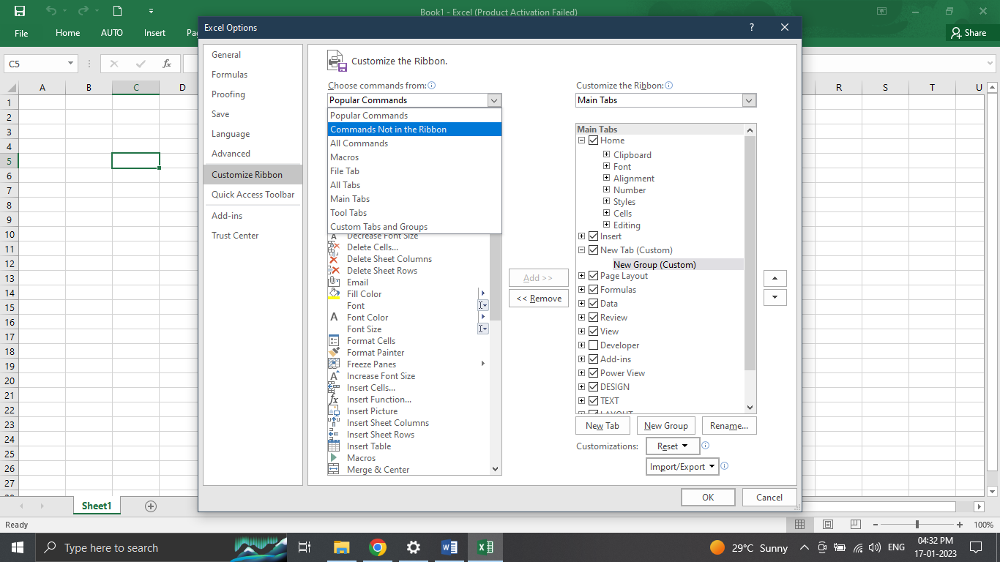 Book1 - Excel (Product Activation Failed)
File
Home
AUTO
Insert
Share
C5
fx
A
B
C
D
R
S
T
U
1
2
3
4
5
6
7
8
9
10
11
12
13
14
15
16
17
18
19
20
21
22
23
24
25
26
27
Excel Options
?
General
Formulas
Proofing
Save
Language
Advanced
Customize Ribbon
Quick Access Toolbar
Add-ins
Trust Center
Customize the Ribbon.
Choose commands from:
Popular Commands
Popular Commands
Commands Not in the Ribbon
All Commands
Macros
File Tab
All Tabs
Main Tabs
Tool Tabs
Custom Tabs and Groups
Decrease Font Size
Delete Cells...
Delete Sheet Columns
Delete Sheet Rows
Email
Fill Color
Font
Font Color
Font Size
Format Cells
Format Painter
Freeze Panes
Increase Font Size
Insert Cells...
Insert Function...
Insert Picture
Insert Sheet Columns
Insert Sheet Rows
Insert Table
Macros
Merge & Center
Add >>
<< Remove
Customize the Ribbon:
Main Tabs
Main Tabs
Home
Clipboard
Font
Alignment
Number
Styles
Cells
Editing
Insert
New Tab (Custom)
New Group (Custom)
Page Layout
Formulas
Data
Review
View
Developer
Add-ins
Power View
DESIGN
TEXT
LAYOUT
New Tab
New Group
Rename...
Customizations:
Reset
Import/Export
OK
Cancel
Sheet1
Ready
100%
Type here to search
29°C Sunny
ENG
04:32 PM
17-01-2023